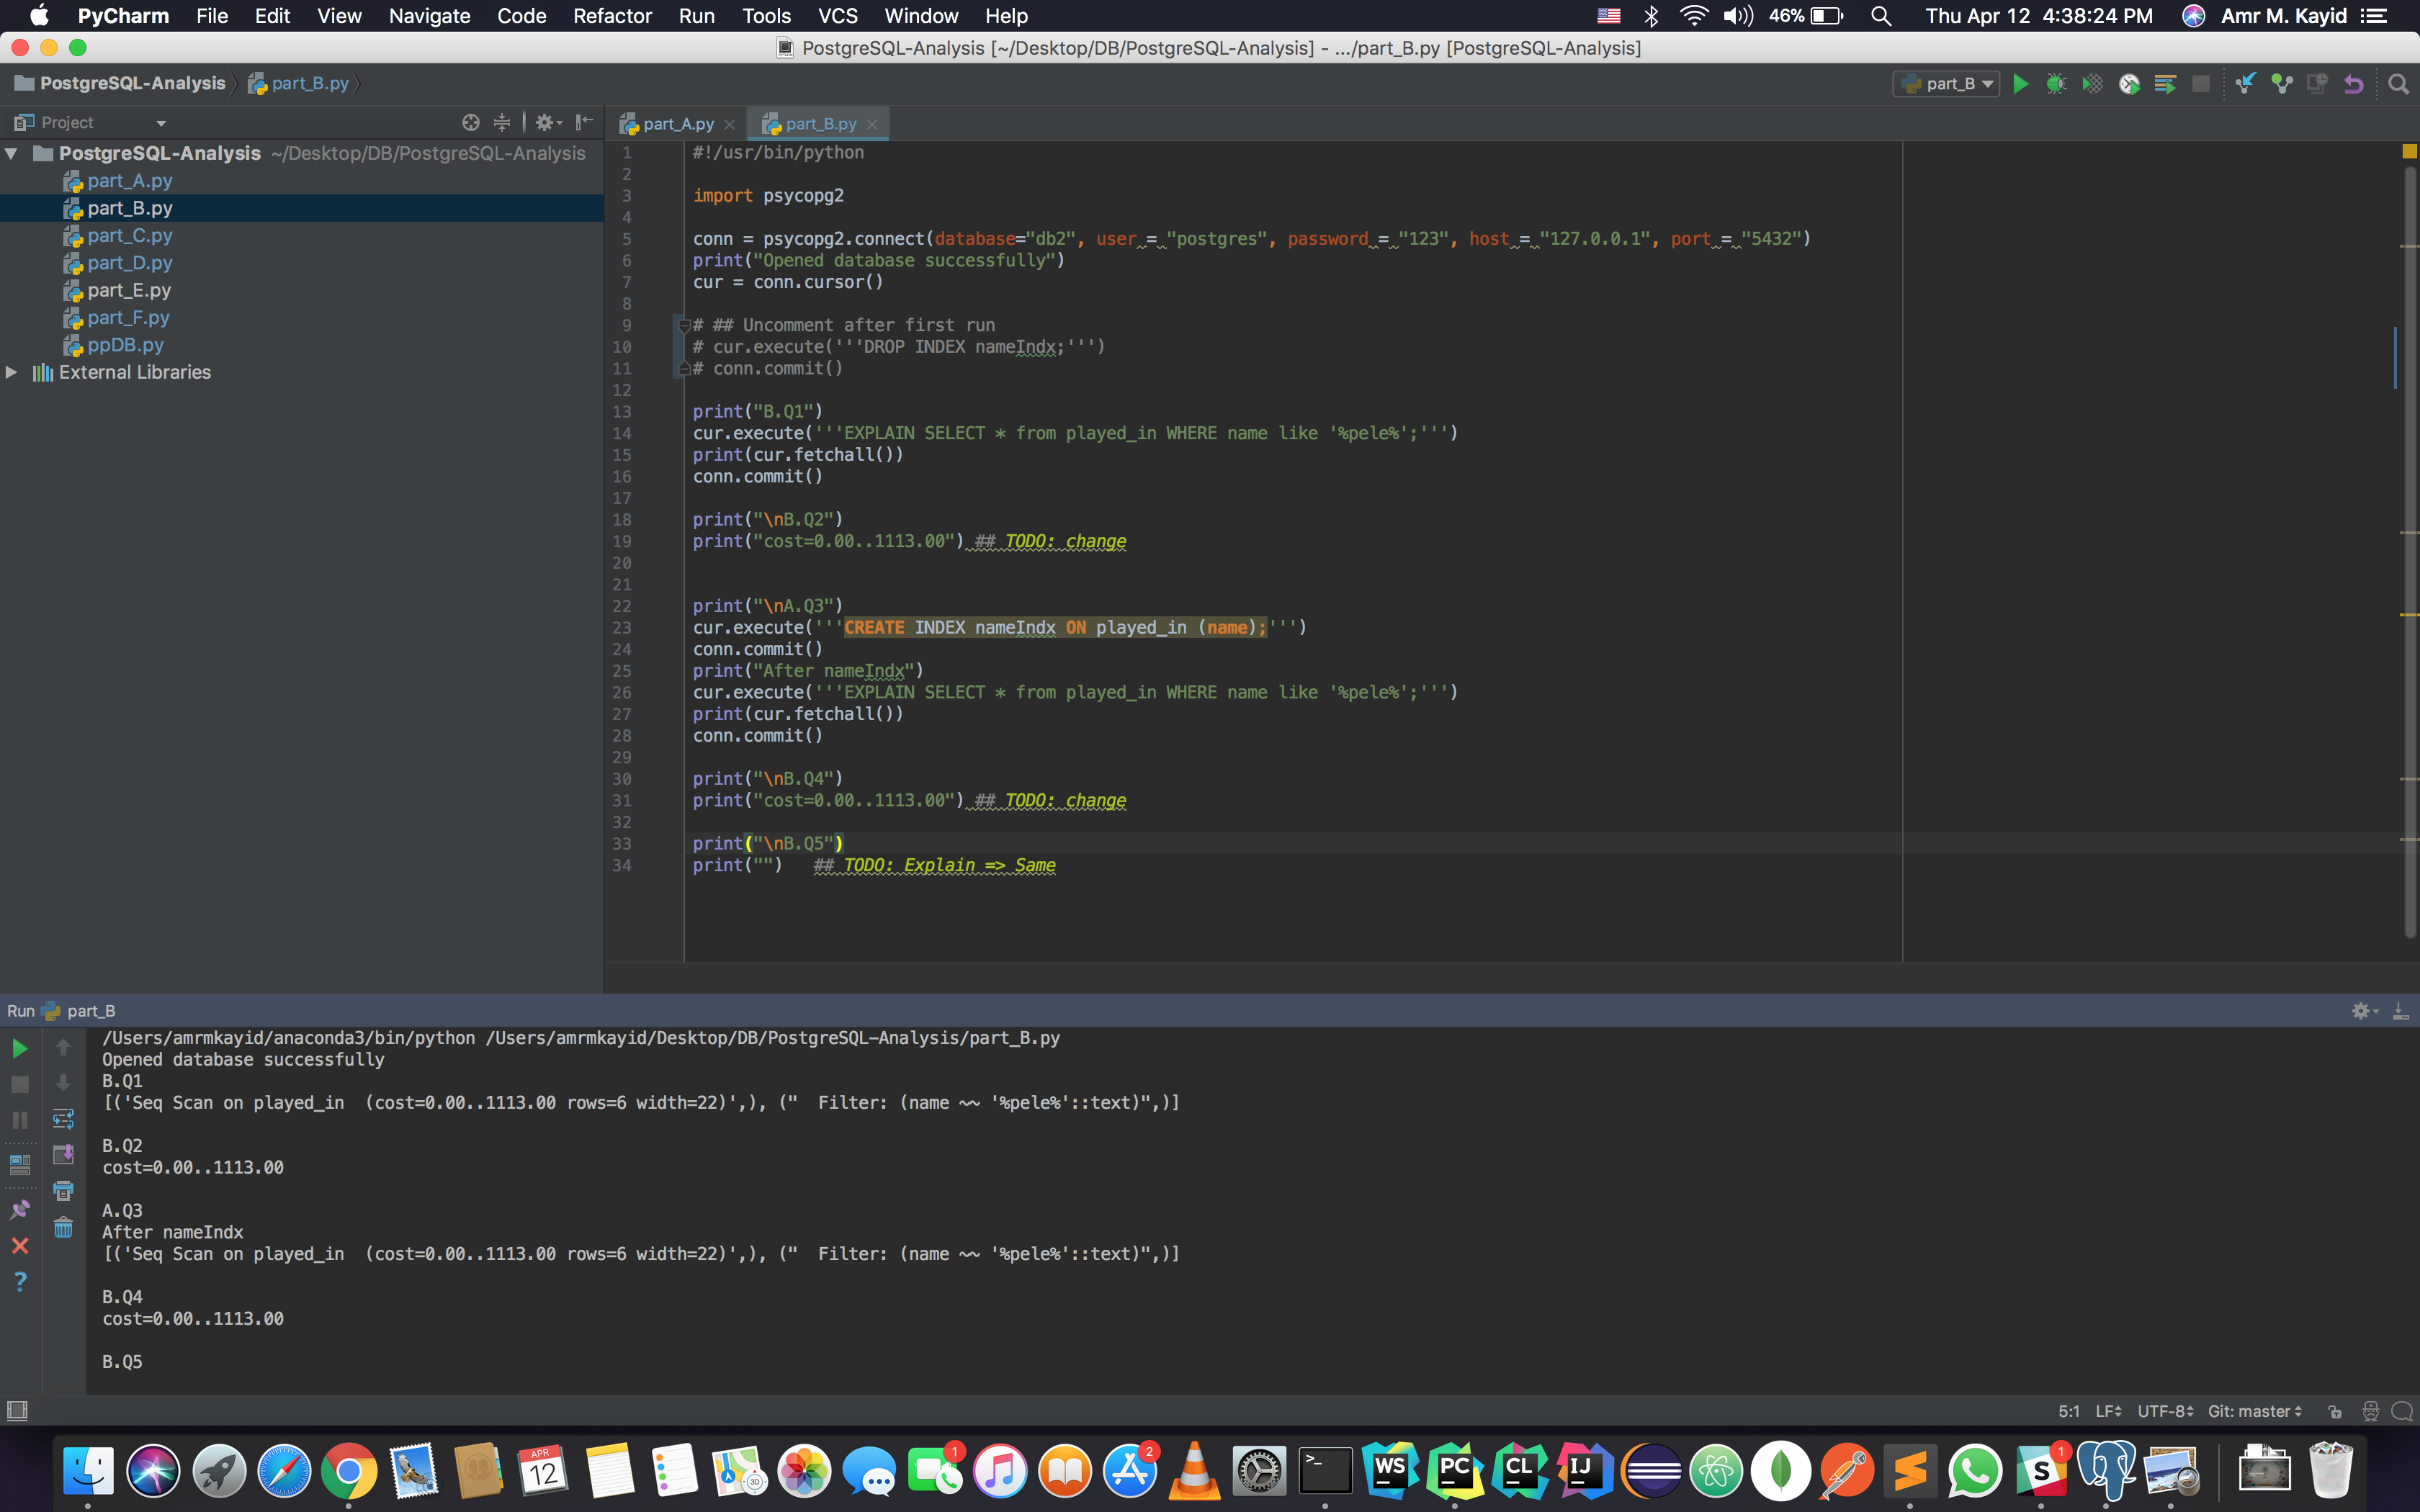 PyCharm File Edit View Navigate Code Refactor Run Tools VCS Window Help 46% Thu Apr 12 4:38:24 PM Amr M. Kayid
PostgreSQL-Analysis [~/Desktop/DB/PostgreSQL-Analysis] - .../part_B.py [PostgreSQL-Analysis]
PostgreSQL-Analysis part_B.py part_B
Project
PostgreSQL-Analysis ~/Desktop/DB/PostgreSQL-Analysis
part_A.py
part_B.py
part_C.py
part_D.py
part_E.py
part_F.py
ppDB.py
External Libraries
part_A.py part_B.py
1 #!/usr/bin/python
2
3 import psycopg2
4
5 conn = psycopg2.connect(database="db2", user = "postgres", password = "123", host = "127.0.0.1", port = "5432")
6 print("Opened database successfully")
7 cur = conn.cursor()
8
9 # ## Uncomment after first run
10 # cur.execute('''DROP INDEX nameIndx;''')
11 # conn.commit()
12
13 print("B.Q1")
14 cur.execute('''EXPLAIN SELECT * from played_in WHERE name like '%pele%';''')
15 print(cur.fetchall())
16 conn.commit()
17
18 print("\nB.Q2")
19 print("cost=0.00..1113.00") ## TODO: change
20
21
22 print("\nA.Q3")
23 cur.execute('''CREATE INDEX nameIndx ON played_in (name);''')
24 conn.commit()
25 print("After nameIndx")
26 cur.execute('''EXPLAIN SELECT * from played_in WHERE name like '%pele%';''')
27 print(cur.fetchall())
28 conn.commit()
29
30 print("\nB.Q4")
31 print("cost=0.00..1113.00") ## TODO: change
32
33 print("\nB.Q5")
34 print("") ## TODO: Explain => Same
Run part_B
/Users/amrmkayid/anaconda3/bin/python /Users/amrmkayid/Desktop/DB/PostgreSQL-Analysis/part_B.py
Opened database successfully
B.Q1
[('Seq Scan on played_in  (cost=0.00..1113.00 rows=6 width=22)',), ("  Filter: (name ~~ '%pele%'::text)",)]
B.Q2
cost=0.00..1113.00
A.Q3
After nameIndx
[('Seq Scan on played_in  (cost=0.00..1113.00 rows=6 width=22)',), ("  Filter: (name ~~ '%pele%'::text)",)]
B.Q4
cost=0.00..1113.00
B.Q5
5:1 LF UTF-8 Git: master
APR
12
1
3D
2
>_
WS
PC
CL
IJ
S
1